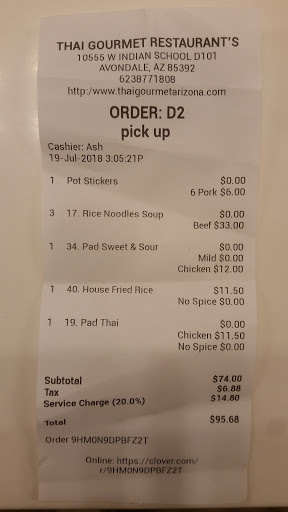 THAI GOURMET RESTAURANT'S
10555 W INDIAN SCHOOL D101
AVONDALE, AZ 85392
6238771808
http:/www.thaigourmetarizona.com
ORDER: D2
pick up
Cashier: Ash
19-Jul-2018 3:05:21P
1 Pot Stickers $0.00
6 Pork $6.00
3 17. Rice Noodles Soup $0.00
Beef $33.00
1 34. Pad Sweet & Sour $0.00
Mild $0.00
Chicken $12.00
1 40. House Fried Rice $11.50
No Spice $0.00
1 19. Pad Thai $0.00
Chicken $11.50
No Spice $0.00
Subtotal $74.00
Tax $6.88
Service Charge (20.0%) $14.80
Total $95.68
Order 9HM0N9DPBFZ2T
Online: https://clover.com/
r/9HM0N9DPBFZ2T